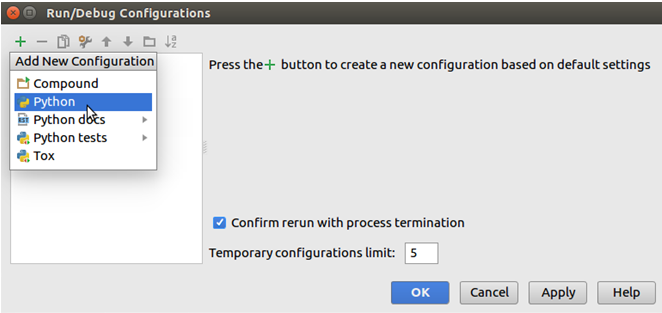 Run/Debug Configurations
Add New Configuration
Compound
Python
Python docs
Python tests
Tox
Press the + button to create a new configuration based on default settings
Confirm rerun with process termination
Temporary configurations limit: 5
OK Cancel Apply Help